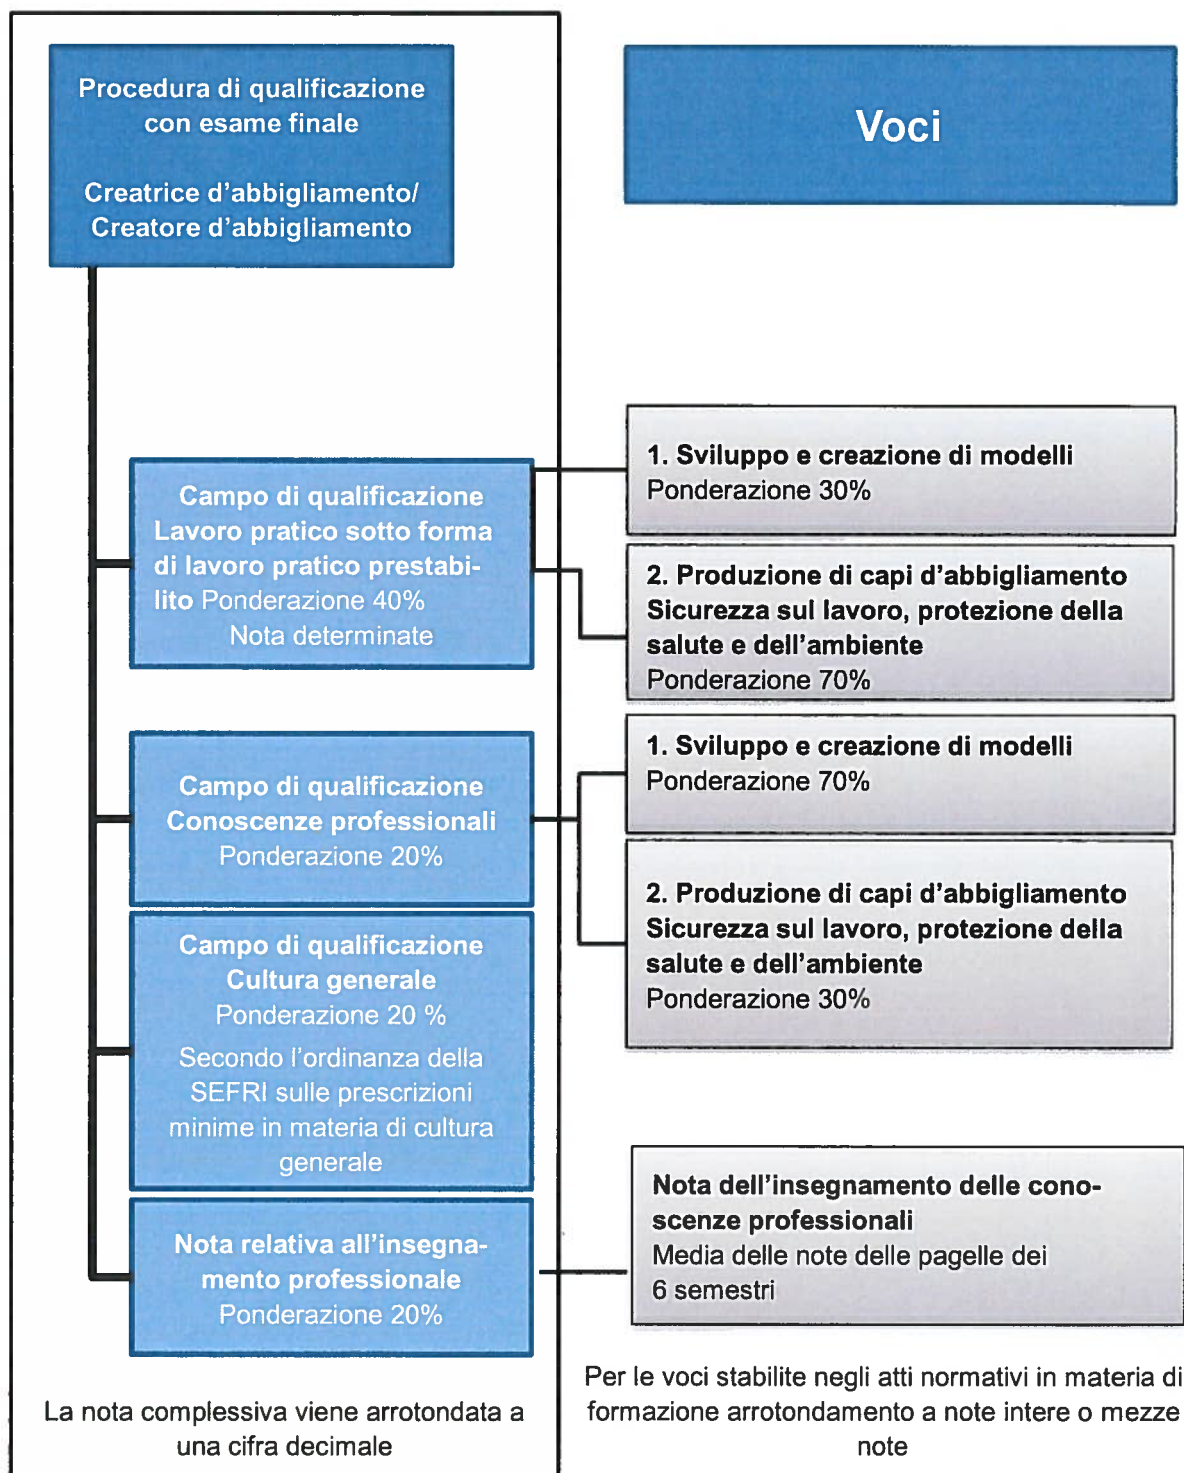 Procedura di qualificazione
con esame finale
Creatrice d'abbigliamento/
Creatore d'abbigliamento
Voci
Campo di qualificazione
Lavoro pratico sotto forma
di lavoro pratico prestabi-
lito Ponderazione 40%
Nota determinate
1. Sviluppo e creazione di modelli
Ponderazione 30%
2. Produzione di capi d'abbigliamento
Sicurezza sul lavoro, protezione della
salute e dell'ambiente
Ponderazione 70%
Campo di qualificazione
Conoscenze professionali
Ponderazione 20%
1. Sviluppo e creazione di modelli
Ponderazione 70%
2. Produzione di capi d'abbigliamento
Sicurezza sul lavoro, protezione della
salute e dell'ambiente
Ponderazione 30%
Campo di qualificazione
Cultura generale
Ponderazione 20 %
Secondo l'ordinanza della
SEFRI sulle prescrizioni
minime in materia di cultura
generale
Nota relativa all'insegna-
mento professionale
Ponderazione 20%
Nota dell'insegnamento delle cono-
scenze professionali
Media delle note delle pagelle dei
6 semestri
La nota complessiva viene arrotondata a
una cifra decimale
Per le voci stabilite negli atti normativi in materia di
formazione arrotondamento a note intere o mezze
note